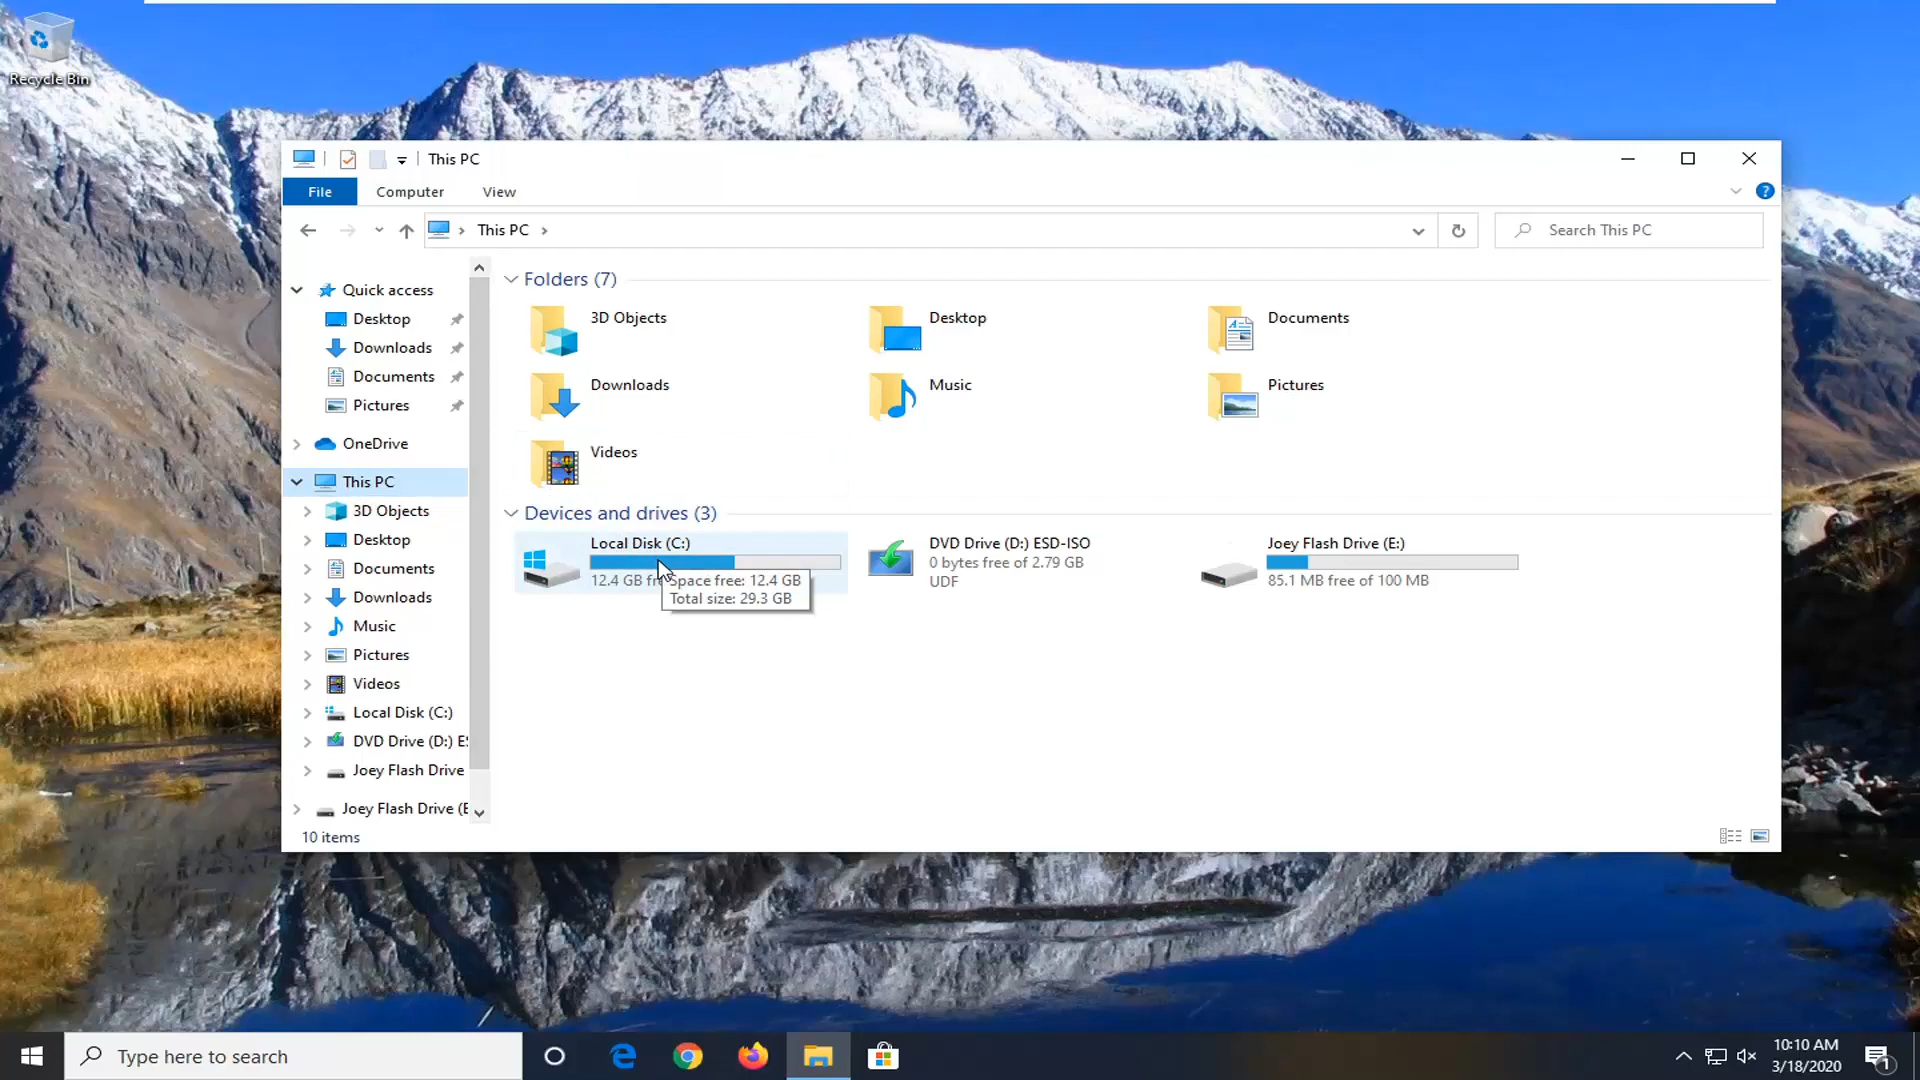 Recycle Bin
This PC
File
Computer
View
This PC
Search This PC
Quick access
Desktop
Downloads
Documents
Pictures
OneDrive
This PC
3D Objects
Desktop
Documents
Downloads
Music
Pictures
Videos
Local Disk (C:)
DVD Drive (D:) ES
Joey Flash Drive
Joey Flash Drive (E
Folders (7)
3D Objects
Desktop
Documents
Downloads
Music
Pictures
Videos
Devices and drives (3)
Local Disk (C:)
12.4 GB fre
Space free: 12.4 GB
Total size: 29.3 GB
DVD Drive (D:) ESD-ISO
0 bytes free of 2.79 GB
UDF
Joey Flash Drive (E:)
85.1 MB free of 100 MB
10 items
Type here to search
10:10 AM
3/18/2020
1